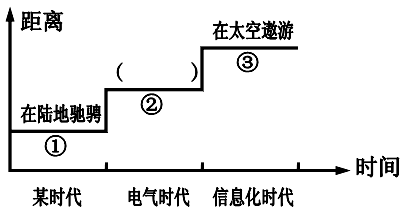 距离
在太空遨游
③
(　　　)
②
在陆地驰骋
①
时间
某时代 电气时代 信息化时代